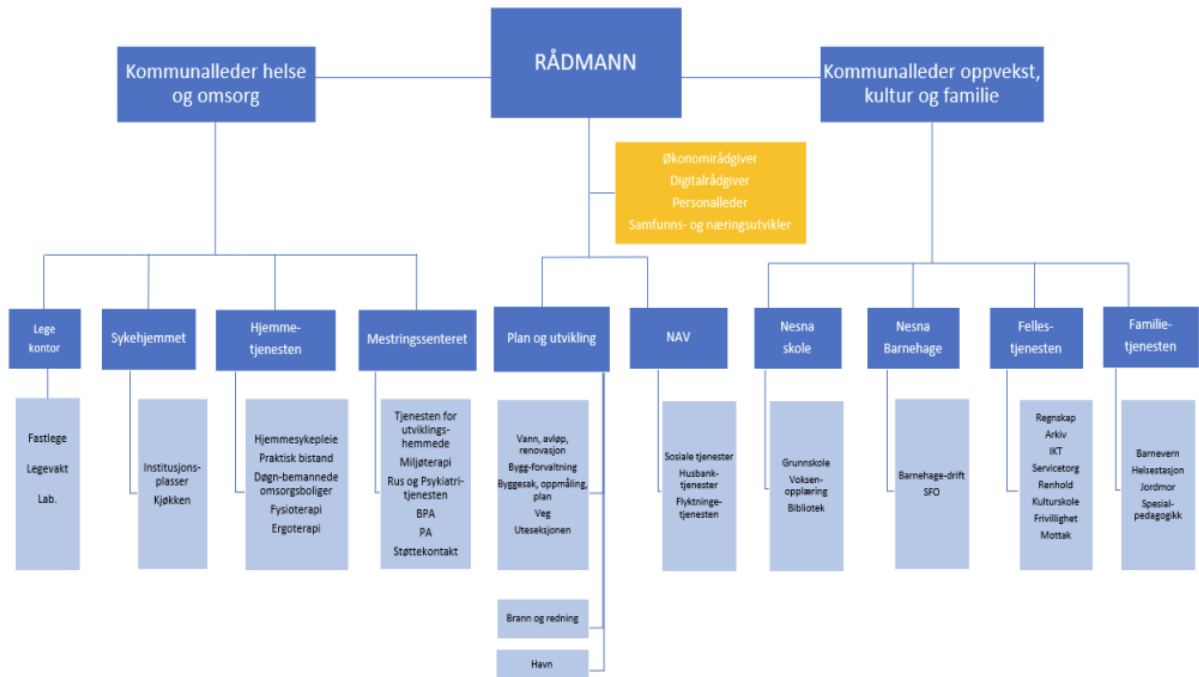 RÅDMANN
Kommunalleder helse
og omsorg
Kommunalleder oppvekst,
kultur og familie
Økonomirådgiver
Digitalrådgiver
Personalleder
Samfunns- og næringsutvikler
Lege
kontor
Sykehjemmet
Hjemme-
tjenesten
Mestringssenteret
Plan og utvikling
NAV
Nesna
skole
Nesna
Barnehage
Felles-
tjenesten
Familie-
tjenesten
Fastlege
Legevakt
Lab.
Institusjons-
plasser
Kjøkken
Hjemmesykepleie
Praktisk bistand
Døgn-bemannede
omsorgsboliger
Fysioterapi
Ergoterapi
Tjenesten for
utviklings-
hemmede
Miljøterapi
Rus og Psykiatri-
tjenesten
BPA
PA
Støttekontakt
Vann, avløp,
renovasjon
Bygg-forvaltning
Byggesak, oppmåling,
plan
Veg
Uteseksjonen
Brann og redning
Havn
Sosiale tjenester
Husbank-
tjenester
Flyktninge-
tjenesten
Grunnskole
Voksen-
opplæring
Bibliotek
Barnehage-drift
SFO
Regnskap
Arkiv
IKT
Servicetorg
Renhold
Kulturskole
Frivillighet
Mottak
Barnevern
Helsestasjon
Jordmor
Spesial-
pedagogikk